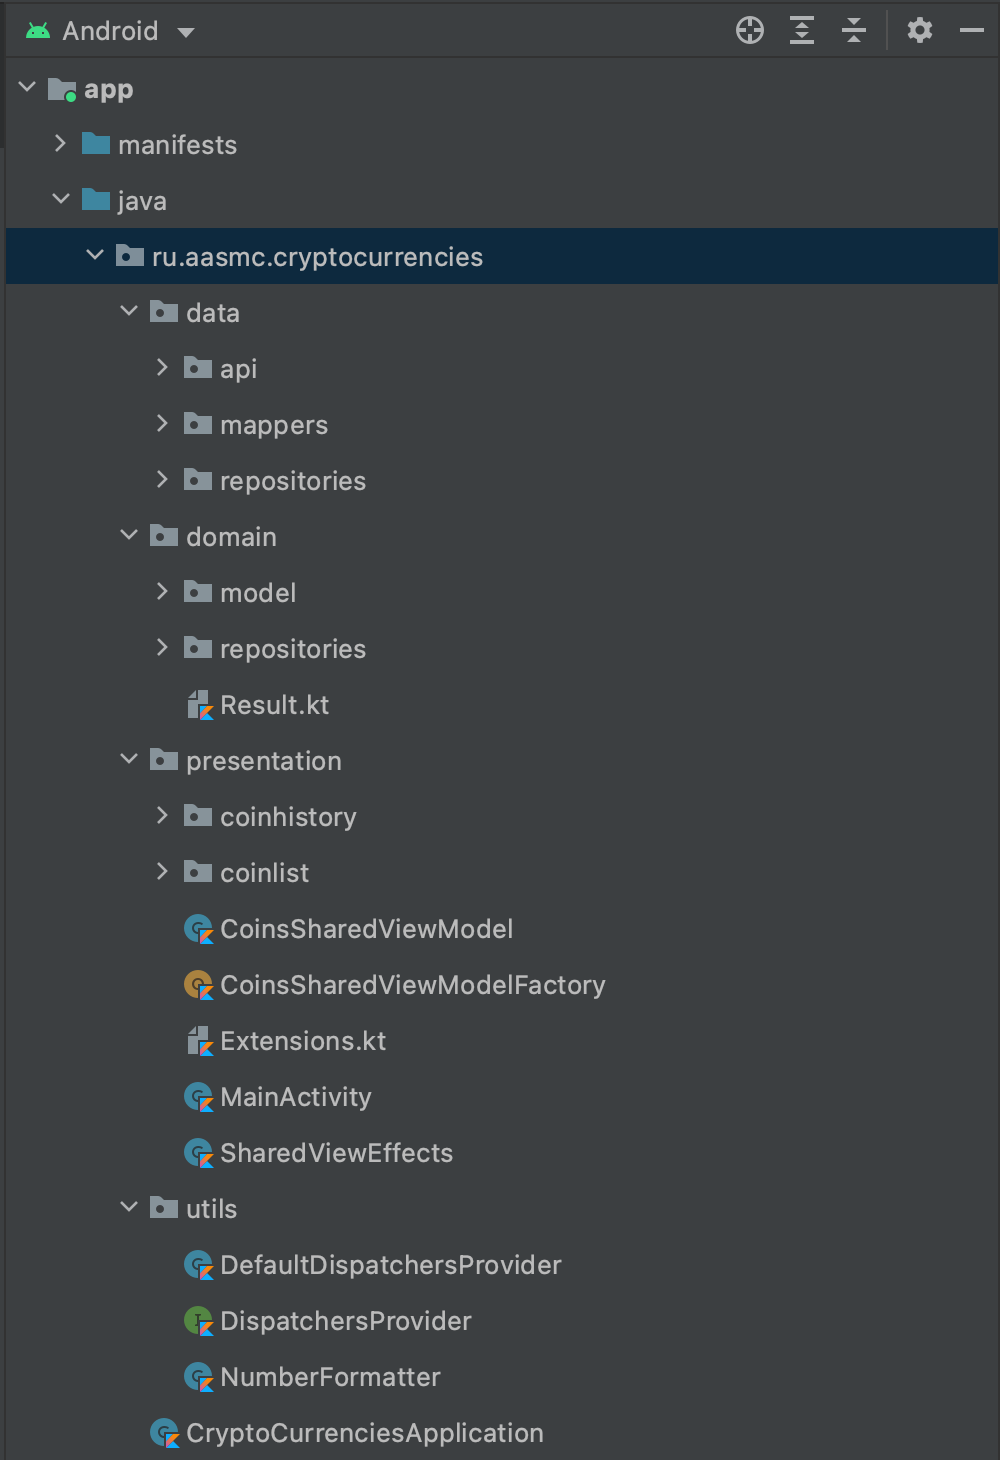 Android
app
manifests
java
ru.aasmc.cryptocurrencies
data
api
mappers
repositories
domain
model
repositories
Result.kt
presentation
coinhistory
coinlist
CoinsSharedViewModel
CoinsSharedViewModelFactory
Extensions.kt
MainActivity
SharedViewEffects
utils
DefaultDispatchersProvider
DispatchersProvider
NumberFormatter
CryptoCurrenciesApplication